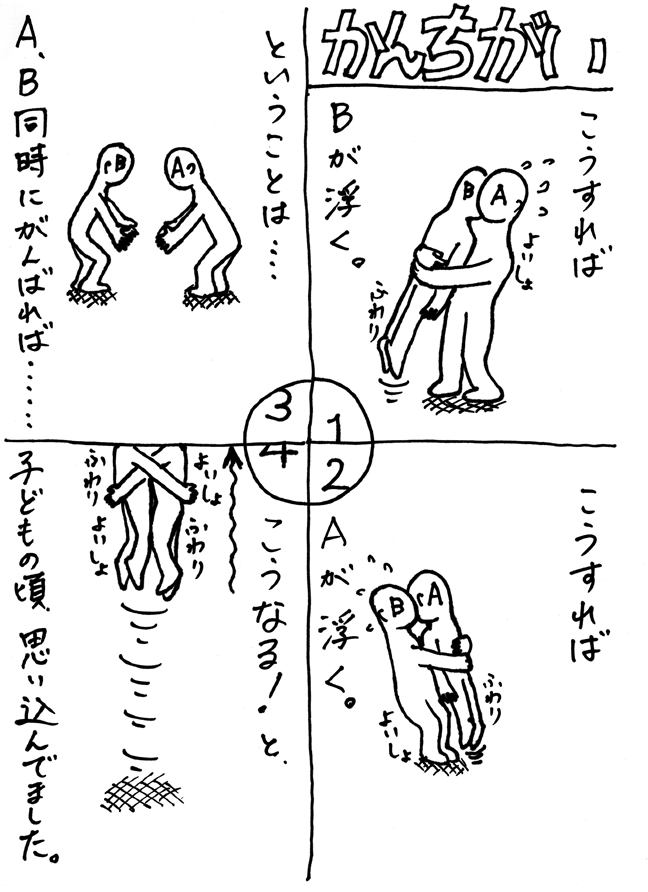 かんちがい
こうすれば
Bが浮く。
B
A
よいしょ
ふわり
1
こうすれば
Aが浮く。
B
A
ふわり
よいしょ
2
ということは……
B
A
A、B同時にがんばれば……
3
4
こうなる!と、
よいしょ
ふわり
ふわり
よいしょ
子どもの頃、思い込んでました。